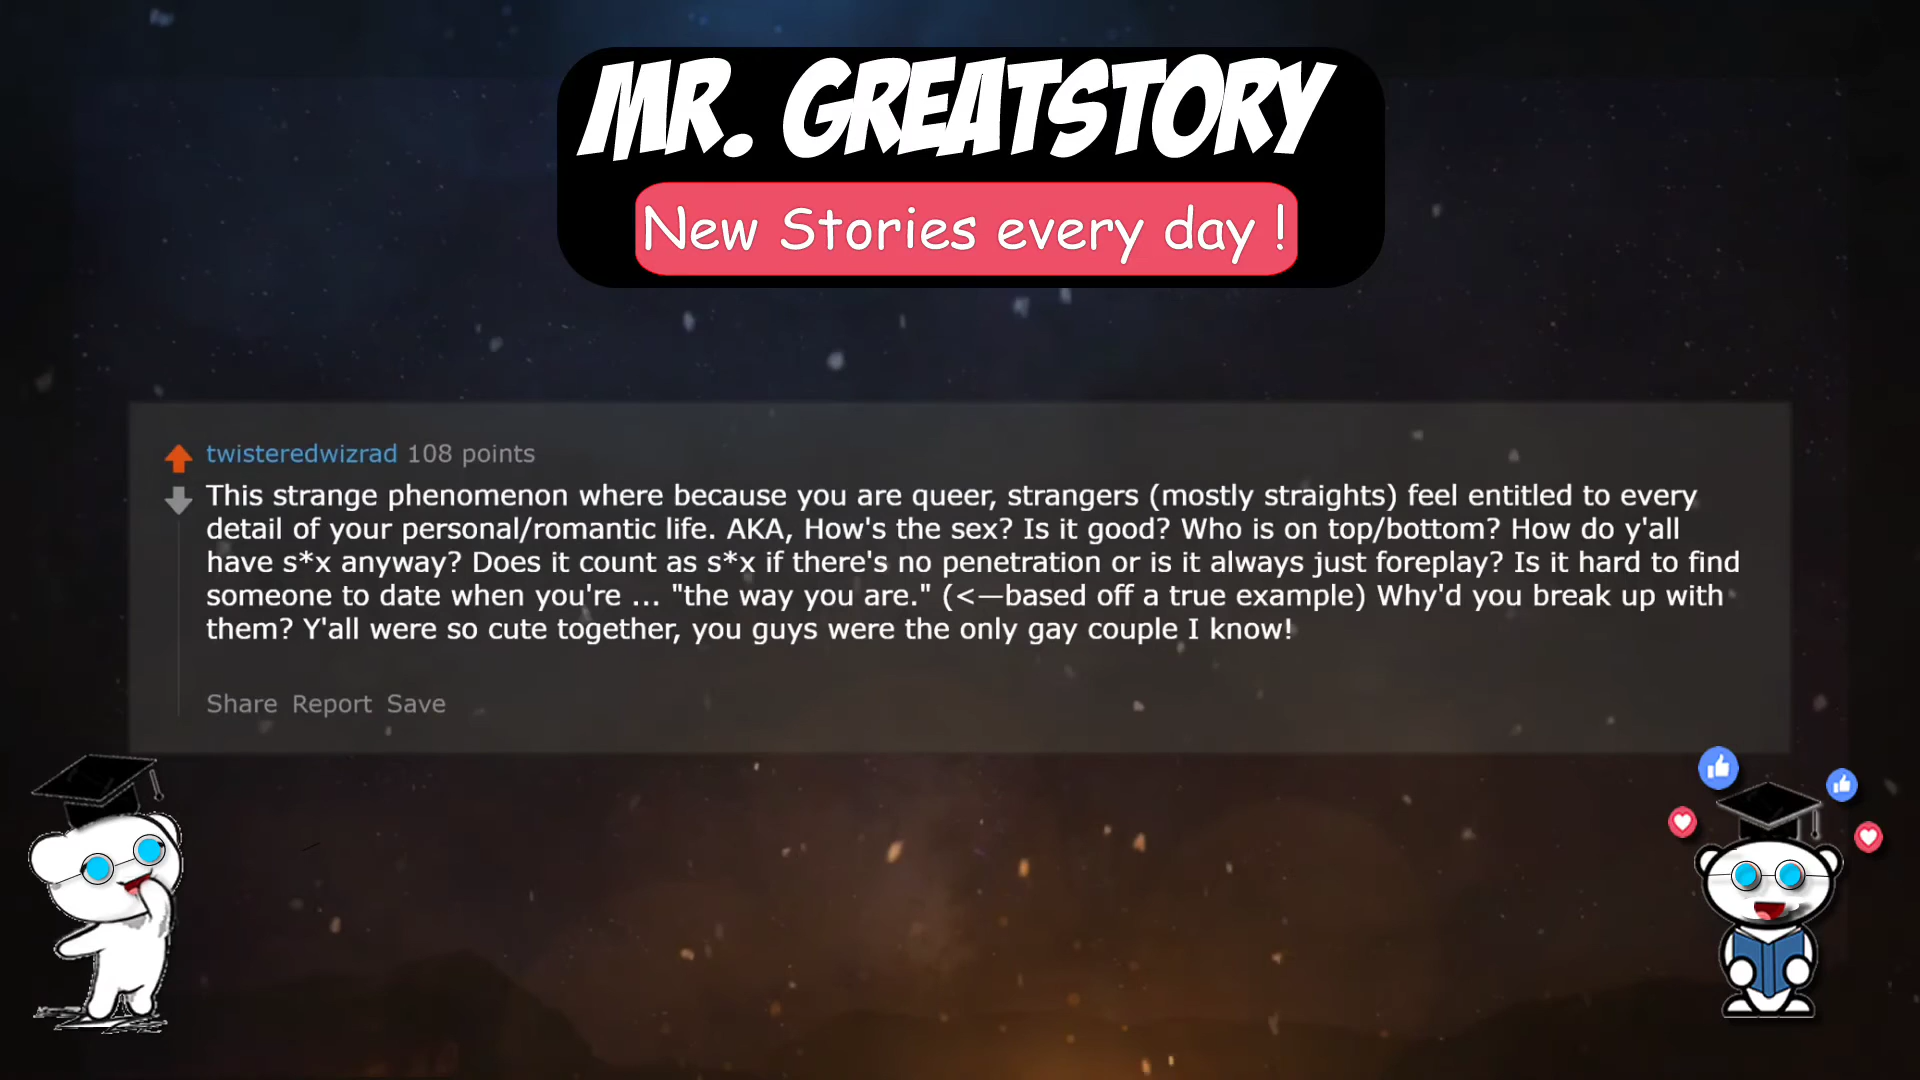 MR. GREATSTORY
New Stories every day !
twisteredwizrad 108 points
This strange phenomenon where because you are queer, strangers (mostly straights) feel entitled to every
detail of your personal/romantic life. AKA, How's the sex? Is it good? Who is on top/bottom? How do y'all
have s*x anyway? Does it count as s*x if there's no penetration or is it always just foreplay? Is it hard to find
someone to date when you're ... "the way you are." (<—based off a true example) Why'd you break up with
them? Y'all were so cute together, you guys were the only gay couple I know!
Share Report Save